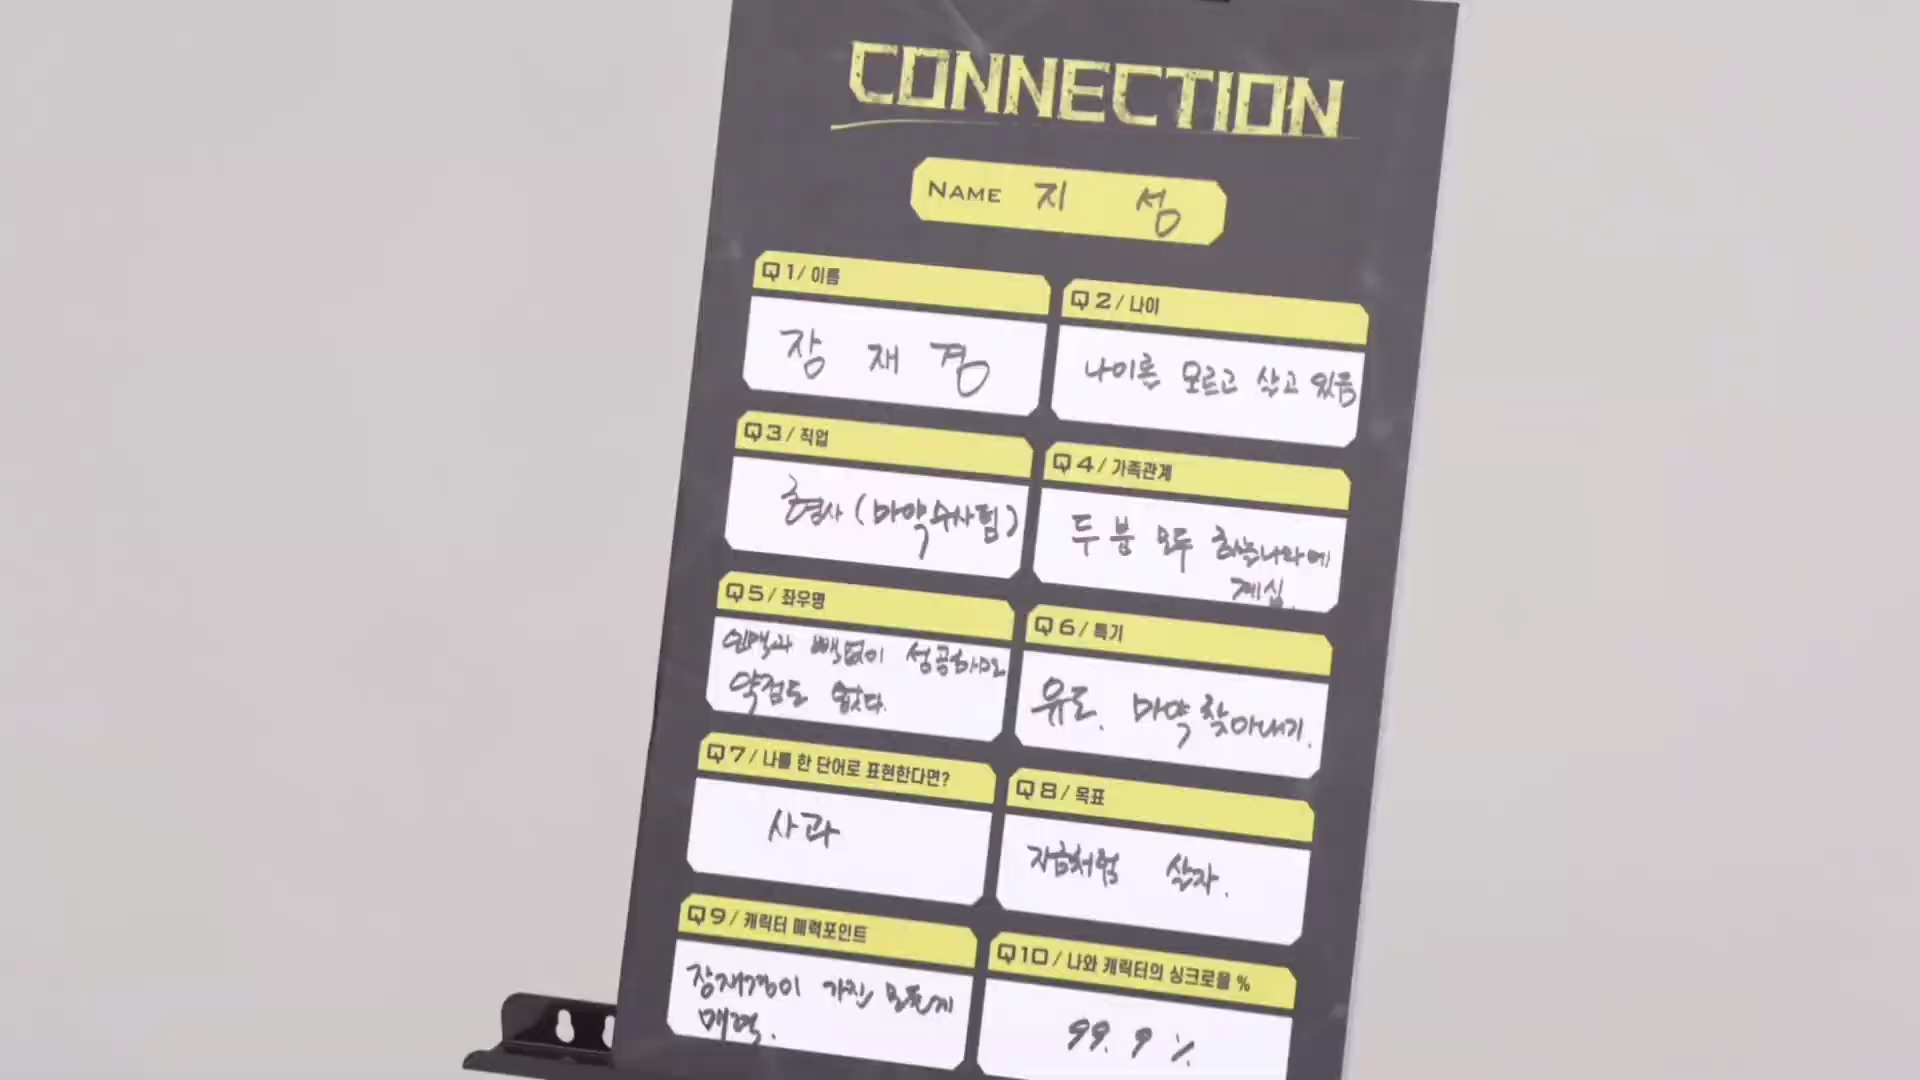 CONNECTION
NAME 지 성
Q1/ 이름
장 재 경
Q2/ 나이
나이를 모르고 살고 있음
Q3/ 직업
형사 (마약수사팀)
Q4/ 가족관계
두 분 모두 하늘나라에
계심.
Q5/ 좌우명
인맥과 빽없이 성공하면
약점도 없다.
Q6/ 특기
유도. 마약 찾아내기.
Q7/ 나를 한 단어로 표현한다면?
사과
Q8/ 목표
지금처럼 살자.
Q9/ 캐릭터 매력포인트
장재경이 가진 모든게
매력.
Q10/ 나와 캐릭터의 싱크로율 %
99.9%